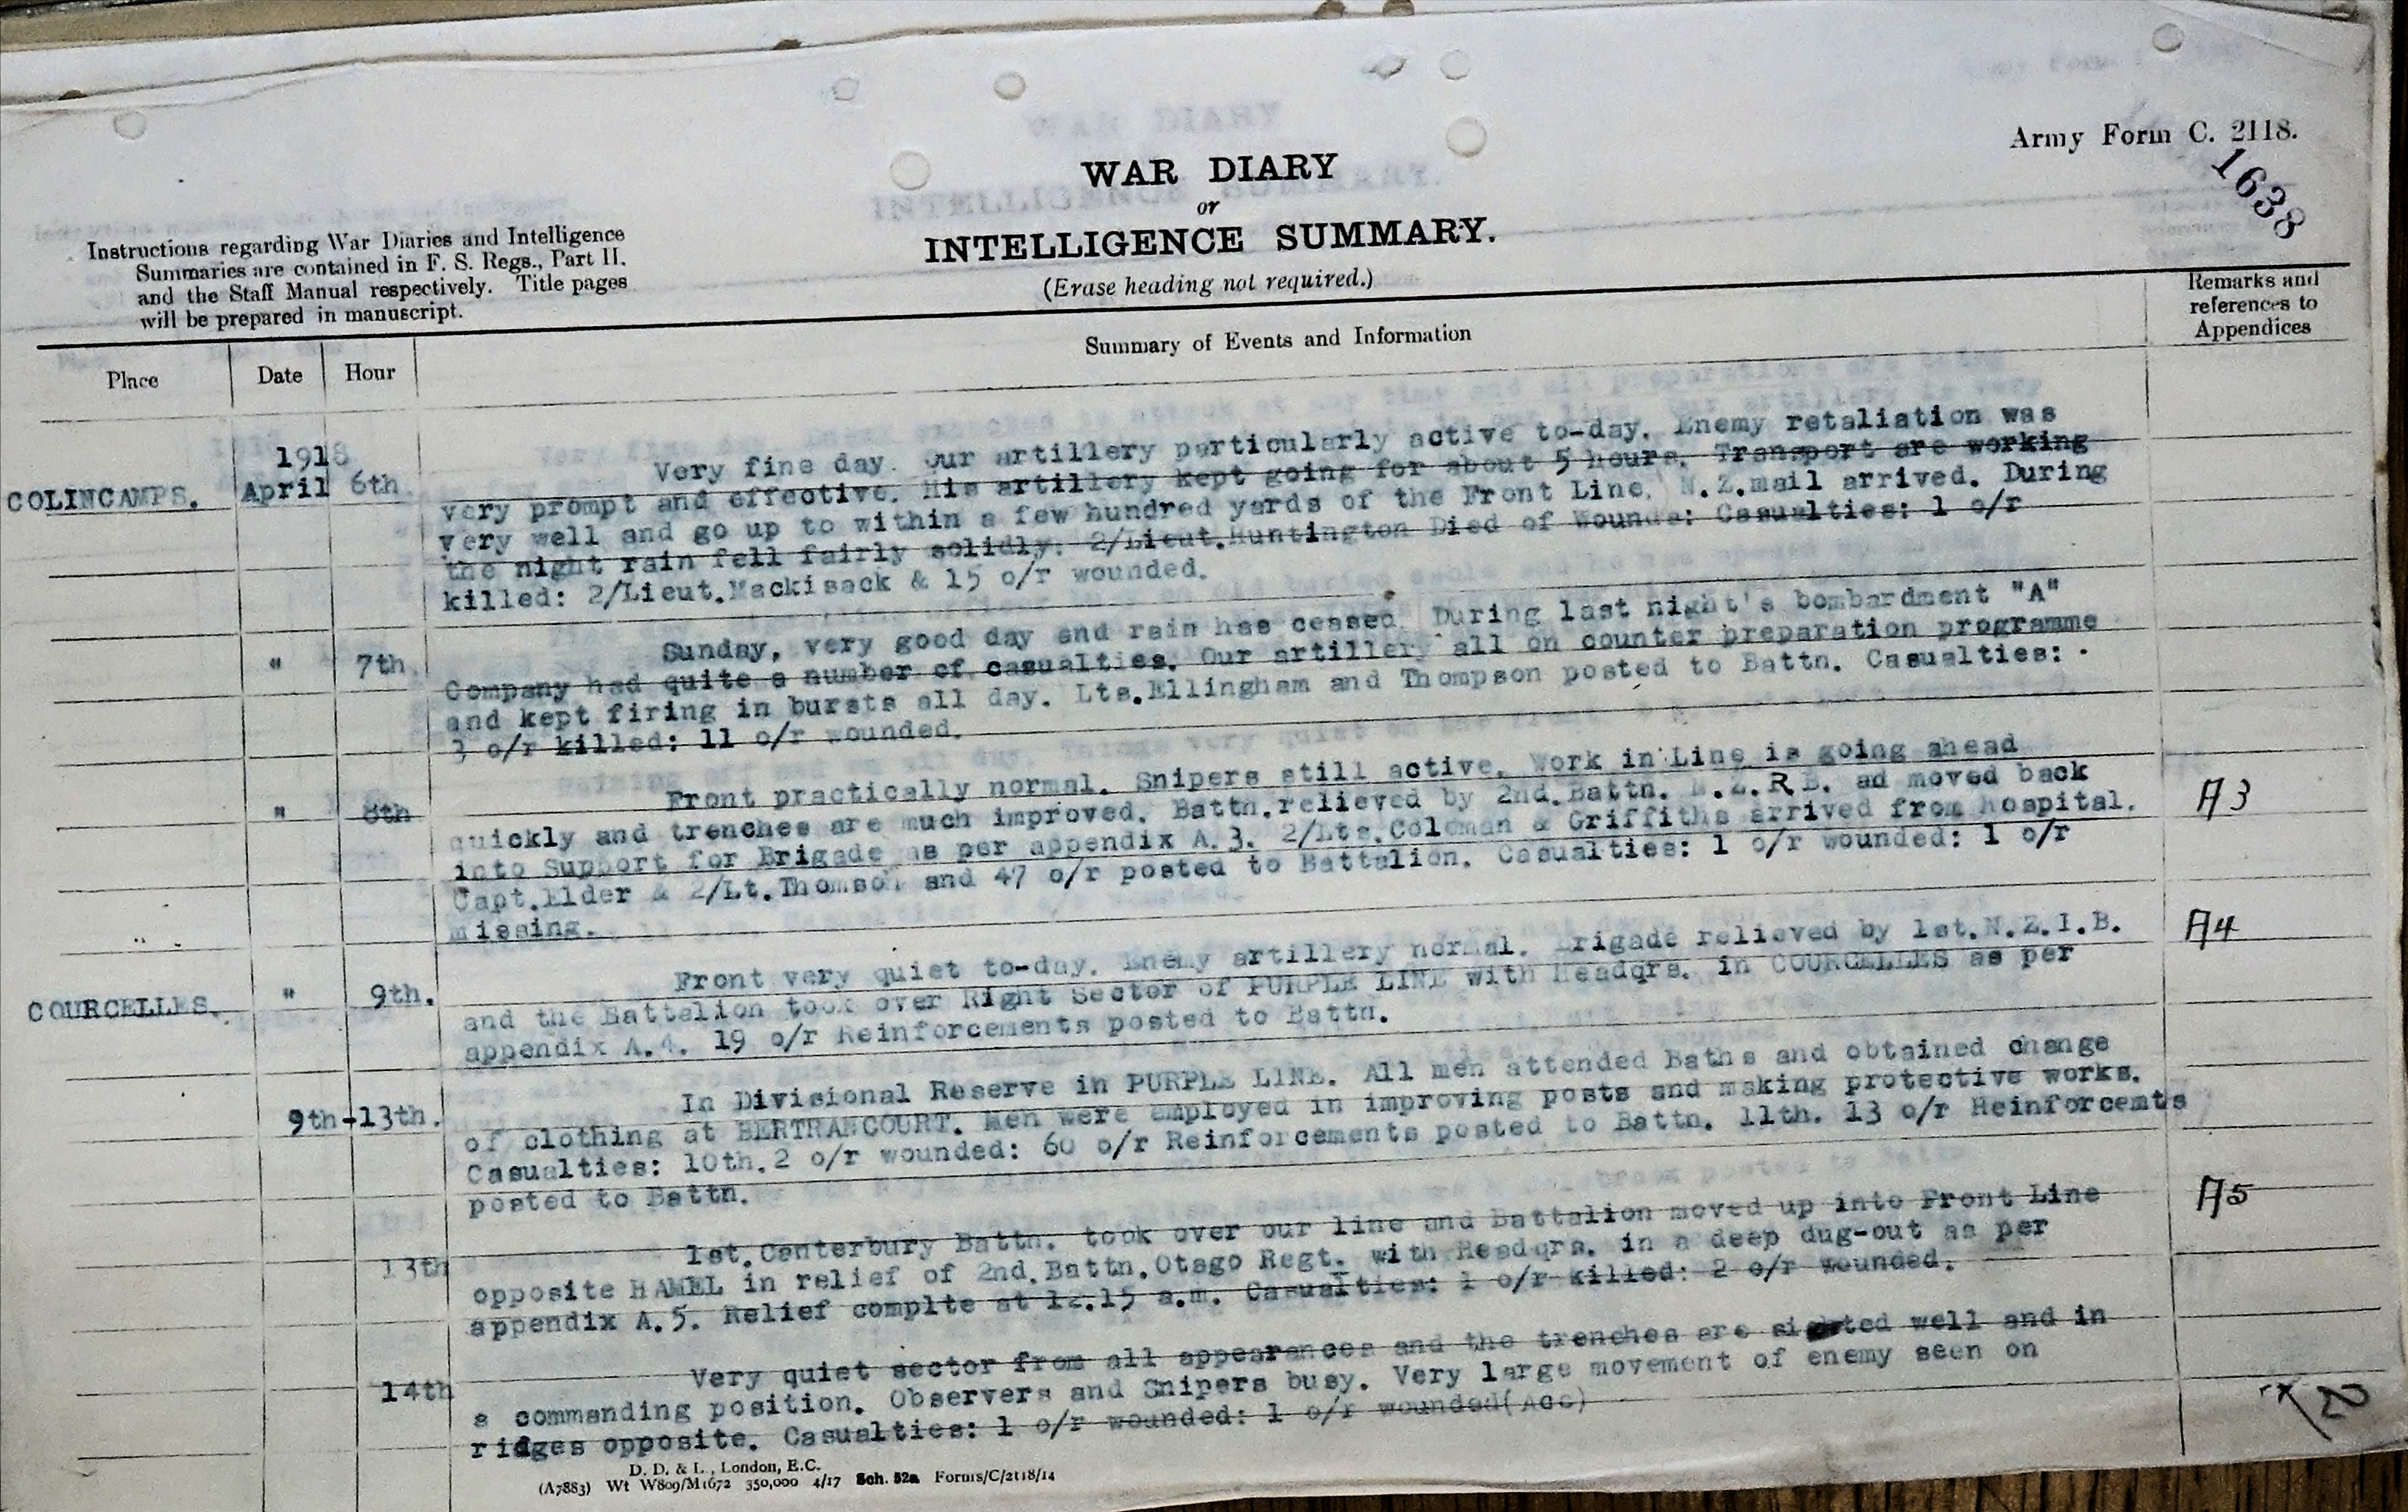 Army Form C. 2118.
1638
WAR DIARY
or
INTELLIGENCE SUMMARY.
(Erase heading not required.)
Instructions regarding War Diaries and Intelligence
Summaries are contained in F. S. Regs., Part II.
and the Staff Manual respectively. Title pages
will be prepared in manuscript.
Place
Date
Hour
Summary of Events and Information
Remarks and
references to
Appendices
COLINCAMPS.
1918
April 6th
Very fine day. Our artillery particularly active to-day. Enemy retaliation was
very prompt and effective. His artillery kept going for about 5 hours. Transport are working
very well and go up to within a few hundred yards of the Front Line. N.Z.mail arrived. During
the night rain fell fairly solidly: 2/Lieut.Huntington Died of Wounds: Casualties: 1 o/r
killed: 2/Lieut.Mackisack & 15 o/r wounded.
" 7th
Sunday, very good day and rain has cessed. During last night's bombardment "A"
Company had quite a number of casualties. Our artillery all on counter preparation programme
and kept firing in bursts all day. Lts.Ellingham and Thompson posted to Battn. Casualties:
3 o/r killed: 11 o/r wounded.
" 8th
Front practically normal. Snipers still active. Work in Line is going ahead
quickly and trenches are much improved. Battn.relieved by 2nd.Battn. N.Z.R.B. ad moved back
into Support for Brigade as per appendix A.3. 2/Lts.Coleman & Griffiths arrived from hospital.
Capt.Elder & 2/Lt.Thomson and 47 o/r posted to Battalion. Casualties: 1 o/r wounded: 1 o/r
missing.
A3
COURCELLES. " 9th.
Front very quiet to-day. Enemy artillery normal. Brigade relieved by 1st.N.Z.I.B.
and the Battalion took over Right Sector of PURPLE LINE with Headqrs. in COURCELLES as per
appendix A.4. 19 o/r Reinforcements posted to Battn.
A4
9th-13th.
In Divisional Reserve in PURPLE LINE. All men attended Baths and obtained change
of clothing at BERTRANCOURT. Men were employed in improving posts and making protective works.
Casualties: 10th.2 o/r wounded: 60 o/r Reinforcements posted to Battn. 11th. 13 o/r Reinforcemts
posted to Battn.
13th
1st.Canterbury Battn. took over our line and Battalion moved up into Front Line
opposite HAMEL in relief of 2nd.Battn.Otago Regt. with Headqrs. in a deep dug-out as per
appendix A.5. Relief complte at 12.15 a.m. Casualties: 1 o/r killed: 2 o/r wounded.
A5
14th
Very quiet sector from all appearances and the trenches are sighted well and in
a commanding position. Observers and Snipers busy. Very large movement of enemy seen on
ridges opposite. Casualties: 1 o/r wounded: 1 o/r wounded(Acc)
D. D. & L., London, E.C.
(A7883) Wt W809/M1672 350,000 4/17 Sch. 52a Forms/C/2118/14